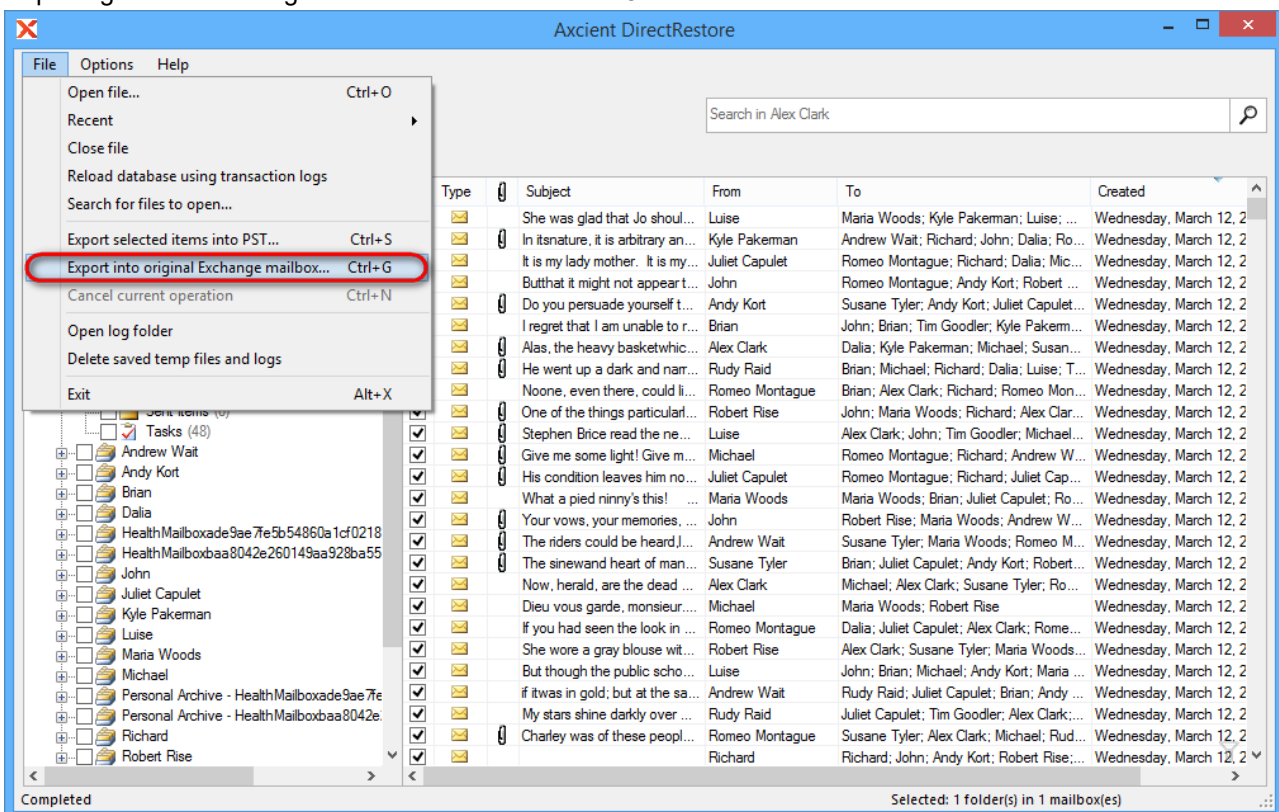 Axcient DirectRestore
File Options Help
Open file... Ctrl+O
Recent
Close file
Reload database using transaction logs
Search for files to open...
Export selected items into PST... Ctrl+S
Export into original Exchange mailbox... Ctrl+G
Cancel current operation Ctrl+N
Open log folder
Delete saved temp files and logs
Exit Alt+X
Search in Alex Clark
Tasks (48)
Andrew Wait
Andy Kort
Brian
Dalia
HealthMailboxade9ae7fe5b54860a1cf0218
HealthMailboxbaa8042e260149aa928ba55
John
Juliet Capulet
Kyle Pakerman
Luise
Maria Woods
Michael
Personal Archive - HealthMailboxade9ae7fe
Personal Archive - HealthMailboxbaa8042e
Richard
Robert Rise
Type Subject From To Created
She was glad that Jo shoul... Luise Maria Woods; Kyle Pakerman; Luise; ... Wednesday, March 12, 2
In itsnature, it is arbitrary an... Kyle Pakerman Andrew Wait; Richard; John; Dalia; Ro... Wednesday, March 12, 2
It is my lady mother. It is my... Juliet Capulet Romeo Montague; Richard; Dalia; Mic... Wednesday, March 12, 2
Butthat it might not appear t... John Romeo Montague; Andy Kort; Robert ... Wednesday, March 12, 2
Do you persuade yourself t... Andy Kort Susane Tyler; Andy Kort; Juliet Capulet... Wednesday, March 12, 2
I regret that I am unable to r... Brian John; Brian; Tim Goodler; Kyle Pakerm... Wednesday, March 12, 2
Alas, the heavy basketwhic... Alex Clark Dalia; Kyle Pakerman; Michael; Susan... Wednesday, March 12, 2
He went up a dark and narr... Rudy Raid Brian; Michael; Richard; Dalia; Luise; T... Wednesday, March 12, 2
Noone, even there, could li... Romeo Montague Brian; Alex Clark; Richard; Romeo Mon... Wednesday, March 12, 2
One of the things particularl... Robert Rise John; Maria Woods; Richard; Alex Clar... Wednesday, March 12, 2
Stephen Brice read the ne... Luise Alex Clark; John; Tim Goodler; Michael... Wednesday, March 12, 2
Give me some light! Give m... Michael Romeo Montague; Richard; Andrew W... Wednesday, March 12, 2
His condition leaves him no... Juliet Capulet Romeo Montague; Richard; Juliet Cap... Wednesday, March 12, 2
What a pied ninny's this! ... Maria Woods Maria Woods; Brian; Juliet Capulet; Ro... Wednesday, March 12, 2
Your vows, your memories, ... John Robert Rise; Maria Woods; Andrew W... Wednesday, March 12, 2
The riders could be heard,l... Andrew Wait Susane Tyler; Maria Woods; Romeo M... Wednesday, March 12, 2
The sinewand heart of man... Susane Tyler Brian; Juliet Capulet; Andy Kort; Robert... Wednesday, March 12, 2
Now, herald, are the dead ... Alex Clark Michael; Alex Clark; Susane Tyler; Ro... Wednesday, March 12, 2
Dieu vous garde, monsieur.... Michael Maria Woods; Robert Rise Wednesday, March 12, 2
If you had seen the look in ... Romeo Montague Dalia; Juliet Capulet; Alex Clark; Rome... Wednesday, March 12, 2
She wore a gray blouse wit... Robert Rise Alex Clark; Susane Tyler; Maria Woods... Wednesday, March 12, 2
But though the public scho... Luise John; Brian; Michael; Andy Kort; Maria ... Wednesday, March 12, 2
if itwas in gold; but at the sa... Andrew Wait Rudy Raid; Juliet Capulet; Brian; Andy ... Wednesday, March 12, 2
My stars shine darkly over ... Rudy Raid Juliet Capulet; Tim Goodler; Alex Clark;... Wednesday, March 12, 2
Charley was of these peopl... Romeo Montague Susane Tyler; Alex Clark; Michael; Rud... Wednesday, March 12, 2
Richard Richard; John; Andy Kort; Robert Rise;... Wednesday, March 12, 2
Completed Selected: 1 folder(s) in 1 mailbox(es)